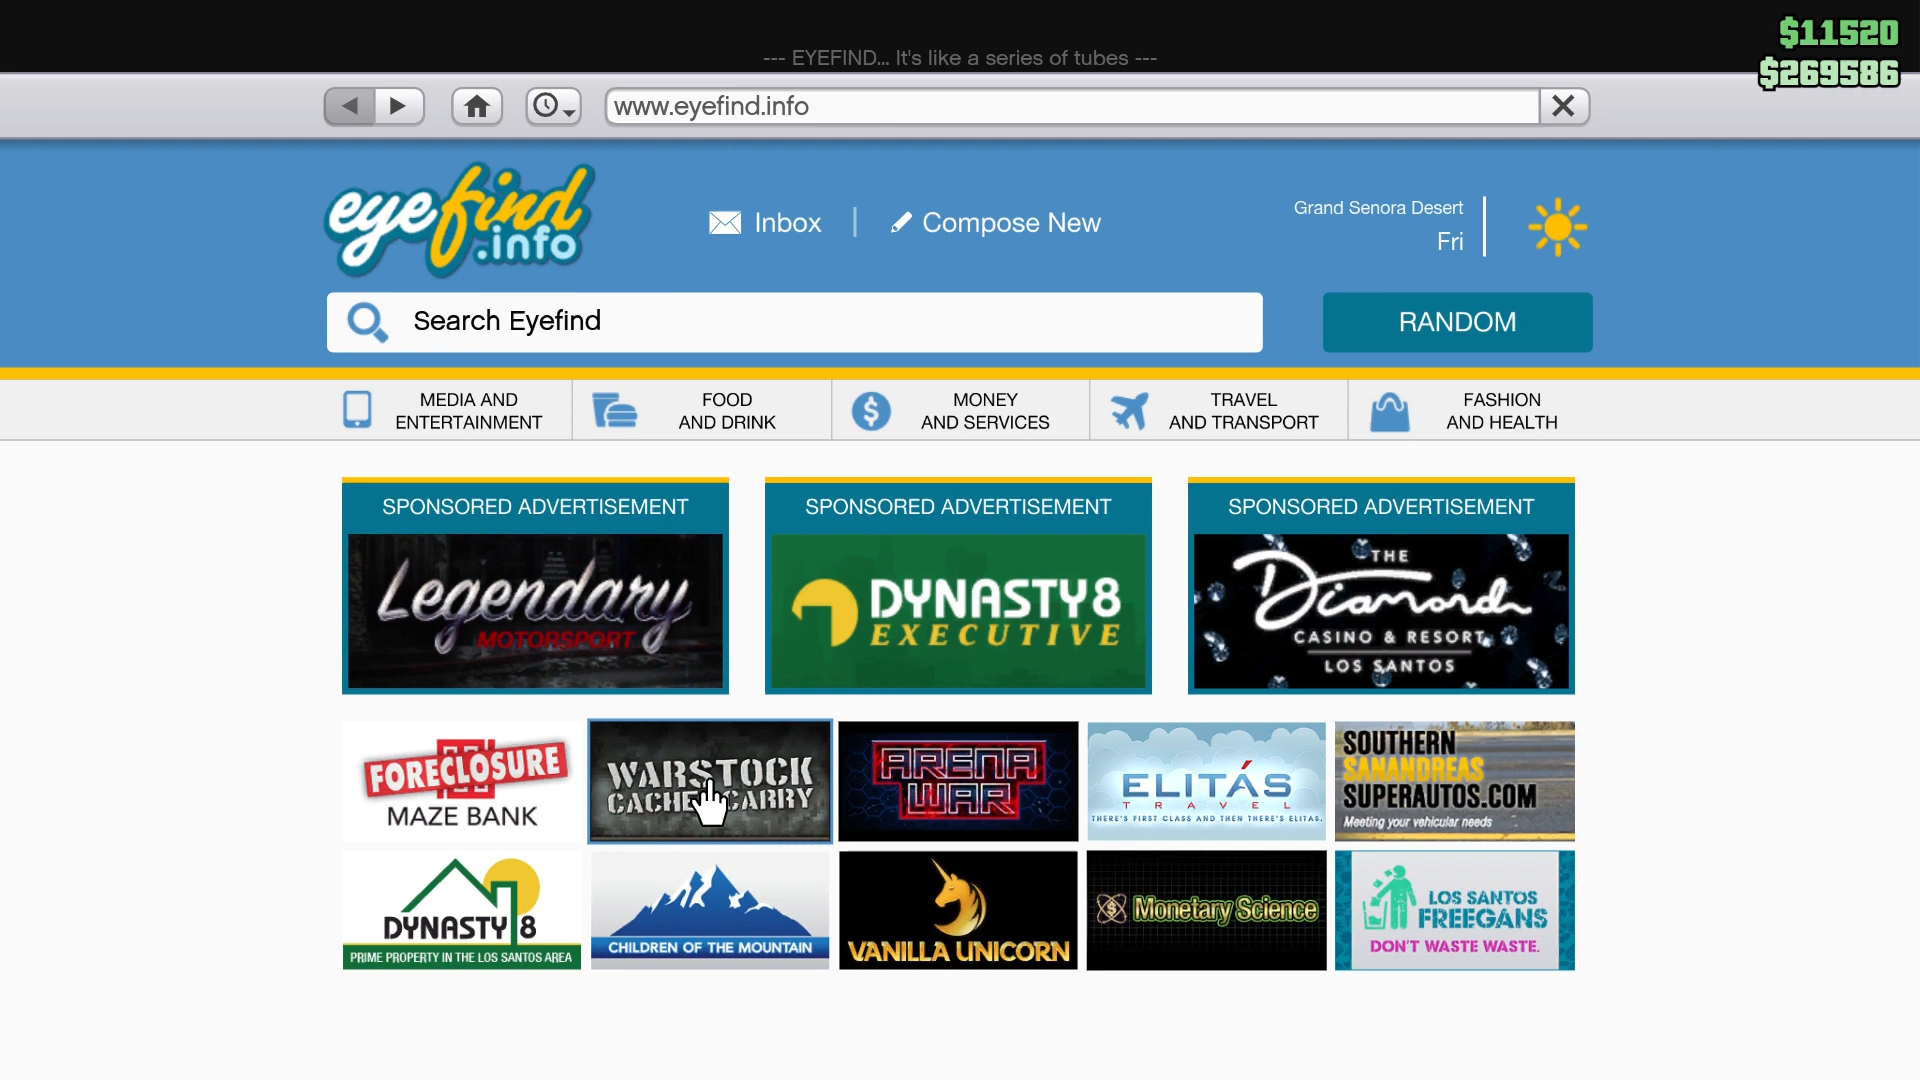 $11520
--- EYEFIND... It's like a series of tubes ---
$269586
www.eyefind.info
eyefind
.info
Inbox
Compose New
Grand Senora Desert
Fri
Search Eyefind
RANDOM
MEDIA AND
ENTERTAINMENT
FOOD
AND DRINK
MONEY
AND SERVICES
TRAVEL
AND TRANSPORT
FASHION
AND HEALTH
SPONSORED ADVERTISEMENT
Legendary
MOTORSPORT
SPONSORED ADVERTISEMENT
DYNASTY8
EXECUTIVE
SPONSORED ADVERTISEMENT
THE
Diamond
CASINO & RESORT
LOS SANTOS
FORECLOSURE
MAZE BANK
WARSTOCK
CACHE CARRY
ARENA
WAR
ELITÁS
TRAVEL
THERE'S FIRST CLASS AND THEN THERE'S ELITAS.
SOUTHERN
SANANDREAS
SUPERAUTOS.COM
Meeting your vehicular needs
DYNASTY 8
PRIME PROPERTY IN THE LOS SANTOS AREA
CHILDREN OF THE MOUNTAIN
VANILLA UNICORN
Monetary Science
LOS SANTOS
FREEGANS
DON'T WASTE WASTE.